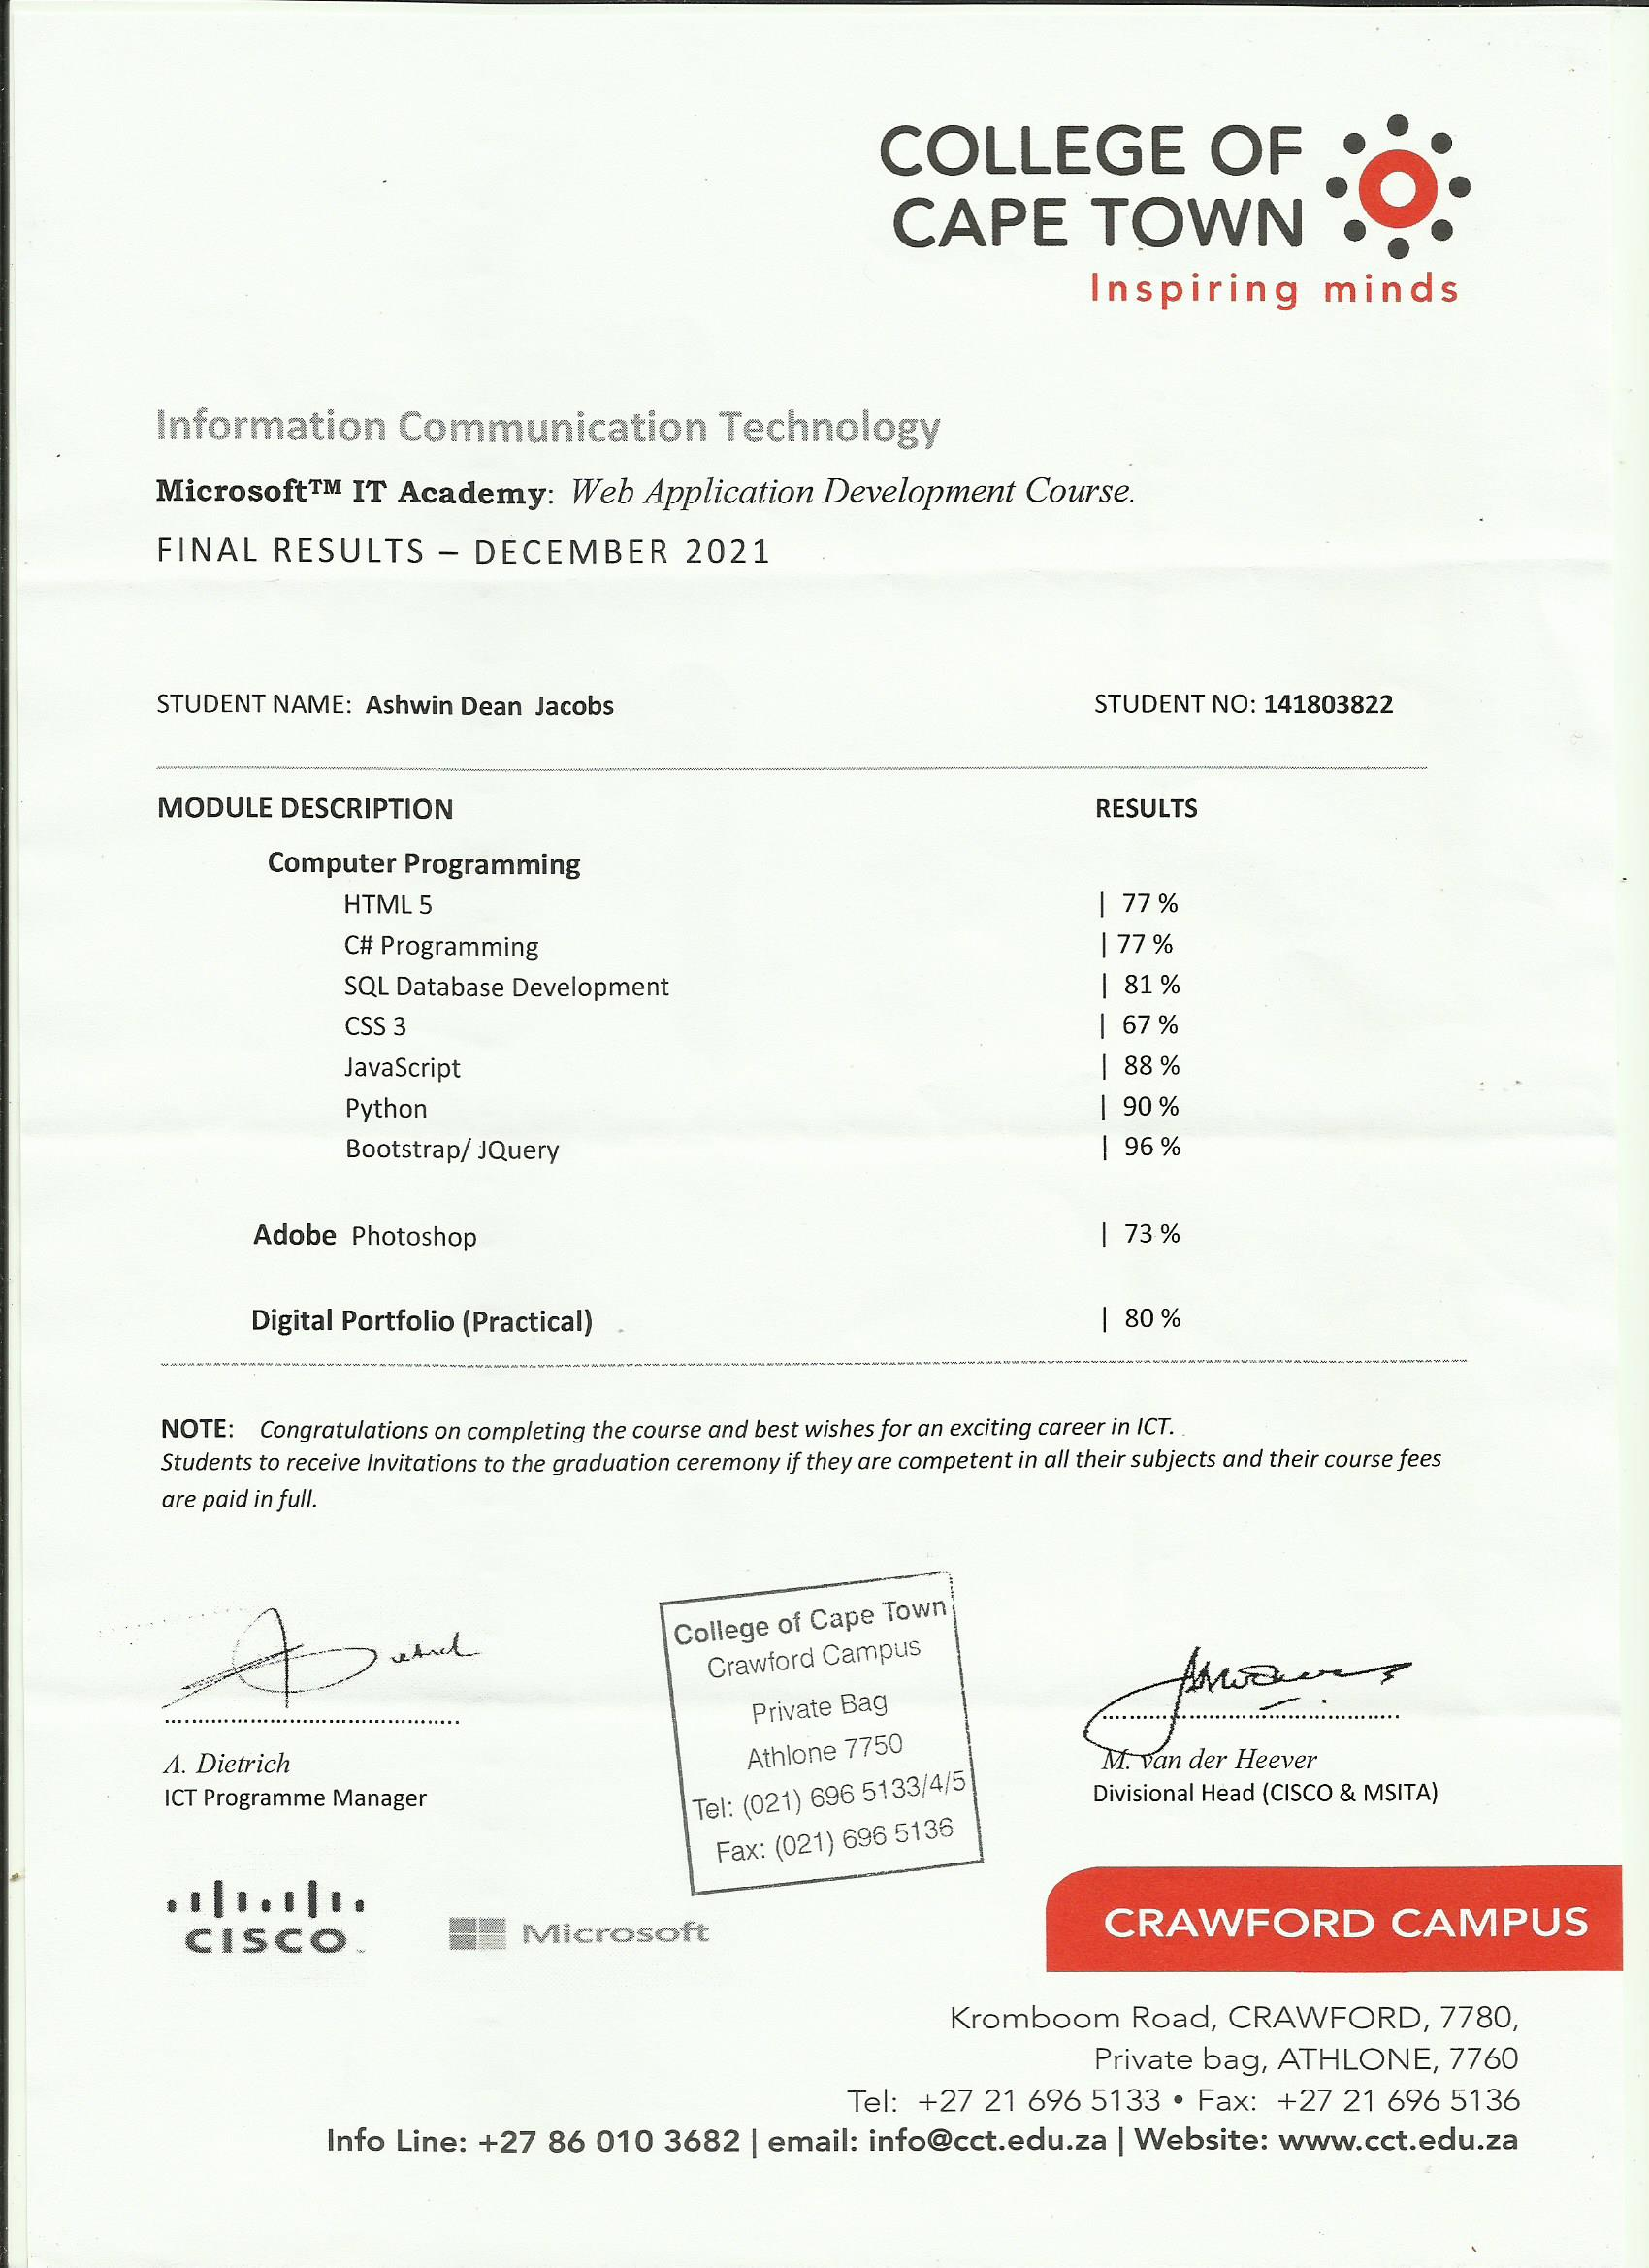 COLLEGE OF
CAPE TOWN
Inspiring minds
Information Communication Technology
Microsoft™ IT Academy: Web Application Development Course.
FINAL RESULTS – DECEMBER 2021
STUDENT NAME: Ashwin Dean Jacobs STUDENT NO: 141803822
MODULE DESCRIPTION RESULTS
Computer Programming
HTML 5 | 77 %
C# Programming | 77 %
SQL Database Development | 81 %
CSS 3 | 67 %
JavaScript | 88 %
Python | 90 %
Bootstrap/ JQuery | 96 %
Adobe Photoshop | 73 %
Digital Portfolio (Practical) | 80 %
NOTE: Congratulations on completing the course and best wishes for an exciting career in ICT.
Students to receive Invitations to the graduation ceremony if they are competent in all their subjects and their course fees
are paid in full.
College of Cape Town
Crawford Campus
Private Bag
Athlone 7750
Tel: (021) 696 5133/4/5
Fax: (021) 696 5136
A. Dietrich
ICT Programme Manager
M. van der Heever
Divisional Head (CISCO & MSITA)
CISCO
Microsoft
CRAWFORD CAMPUS
Kromboom Road, CRAWFORD, 7780,
Private bag, ATHLONE, 7760
Tel: +27 21 696 5133 • Fax: +27 21 696 5136
Info Line: +27 86 010 3682 | email: info@cct.edu.za | Website: www.cct.edu.za